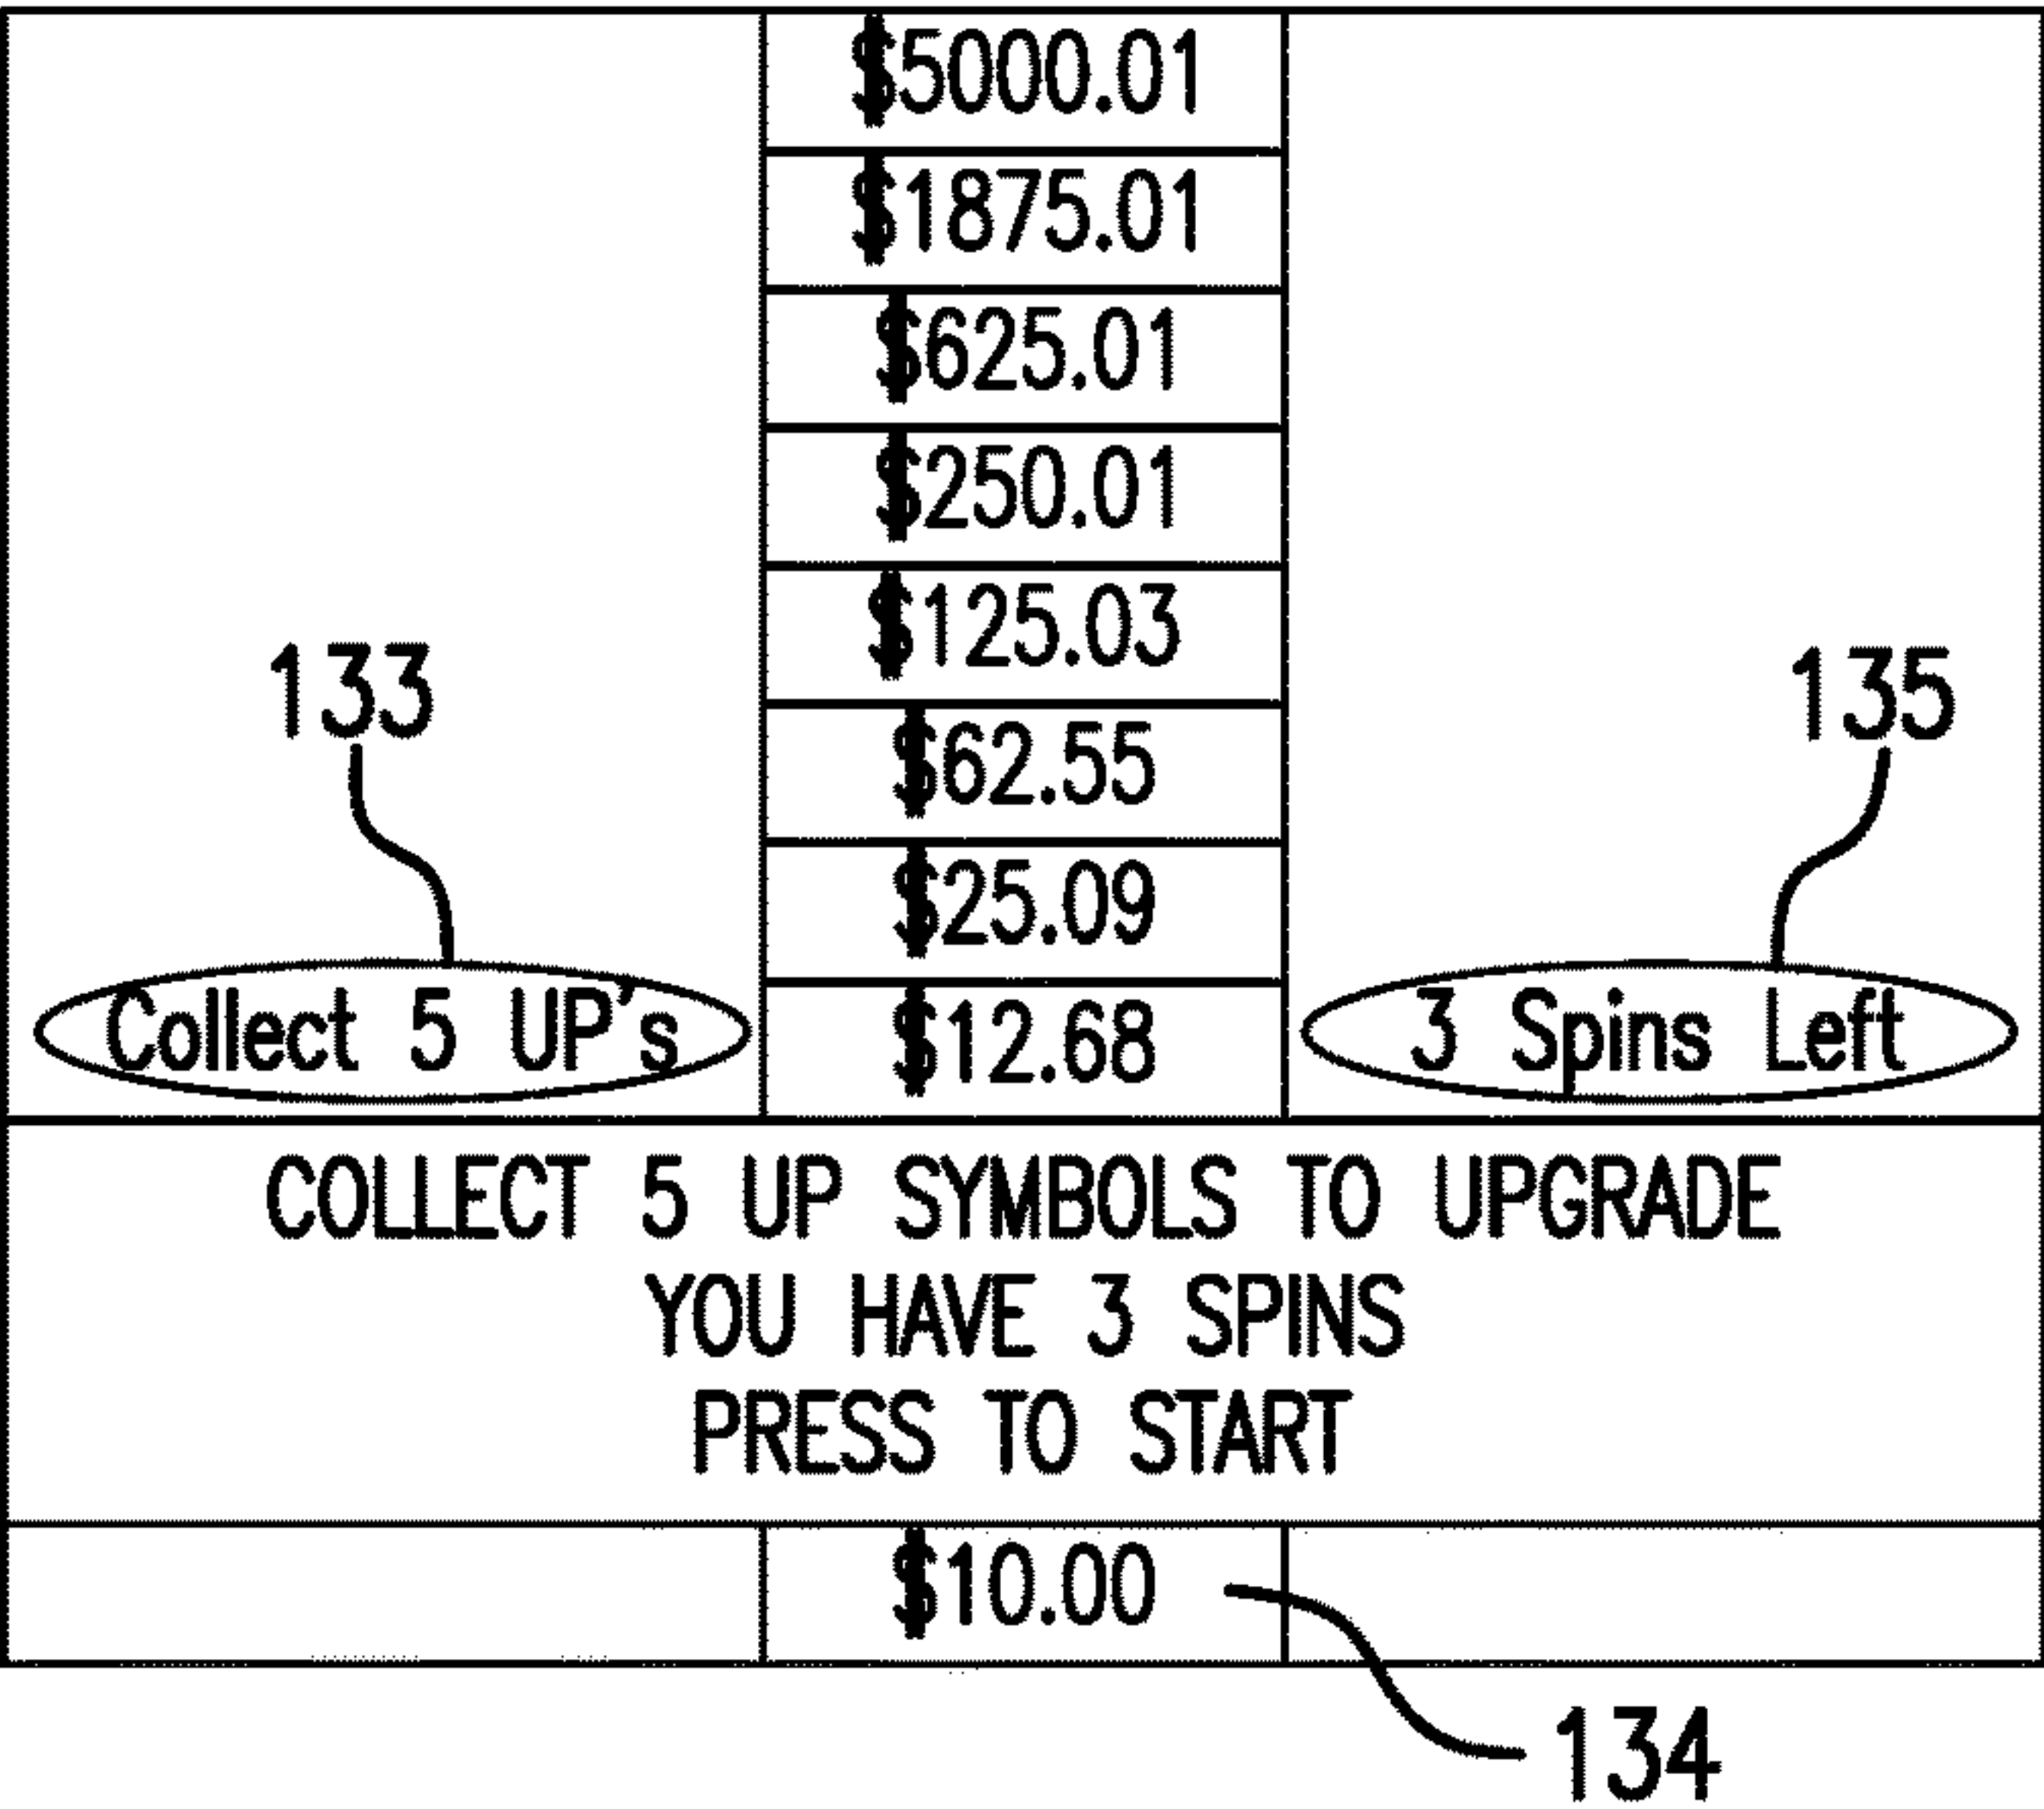 $5000.01
$1875.01
$625.01
$250.01
$125.03
133
135
$62.55
$25.09
Collect 5 UP's
$12.68
3 Spins Left
COLLECT 5 UP SYMBOLS TO UPGRADE
YOU HAVE 3 SPINS
PRESS TO START
$10.00
134